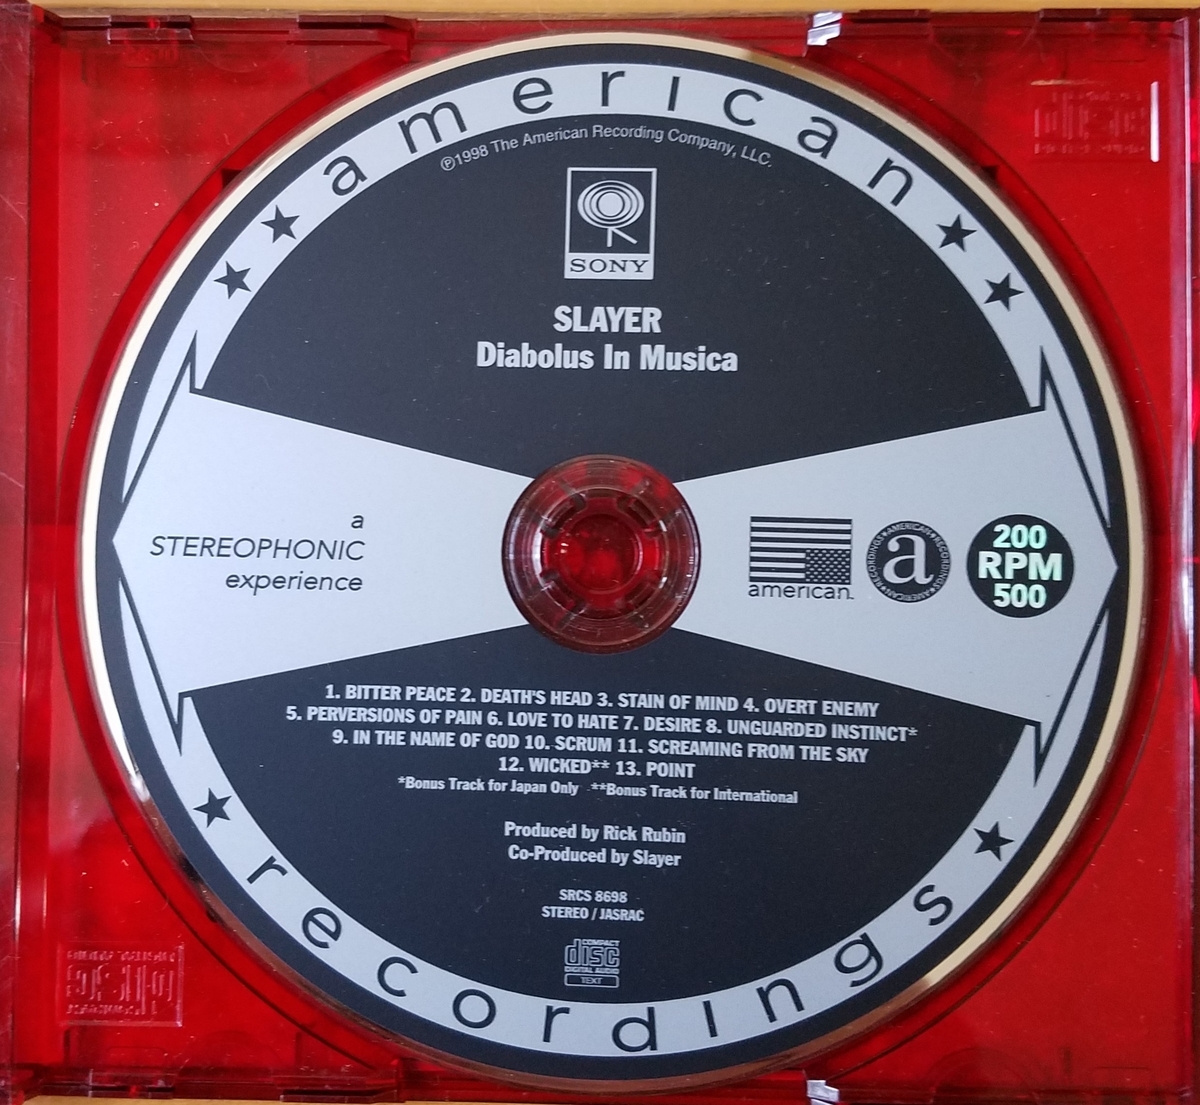 american
℗1998 The American Recording Company, LLC.
SONY
SLAYER
Diabolus In Musica
a
STEREOPHONIC
experience
american.
AMERICAN★RECORDINGS★AMERICAN★RECORDINGS★
a
200
RPM
500
1. BITTER PEACE 2. DEATH'S HEAD 3. STAIN OF MIND 4. OVERT ENEMY
5. PERVERSIONS OF PAIN 6. LOVE TO HATE 7. DESIRE 8. UNGUARDED INSTINCT*
9. IN THE NAME OF GOD 10. SCRUM 11. SCREAMING FROM THE SKY
12. WICKED** 13. POINT
*Bonus Track for Japan Only **Bonus Track for International
Produced by Rick Rubin
Co-Produced by Slayer
SRCS 8698
STEREO / JASRAC
COMPACT
disc
DIGITAL AUDIO
TEXT
recordings